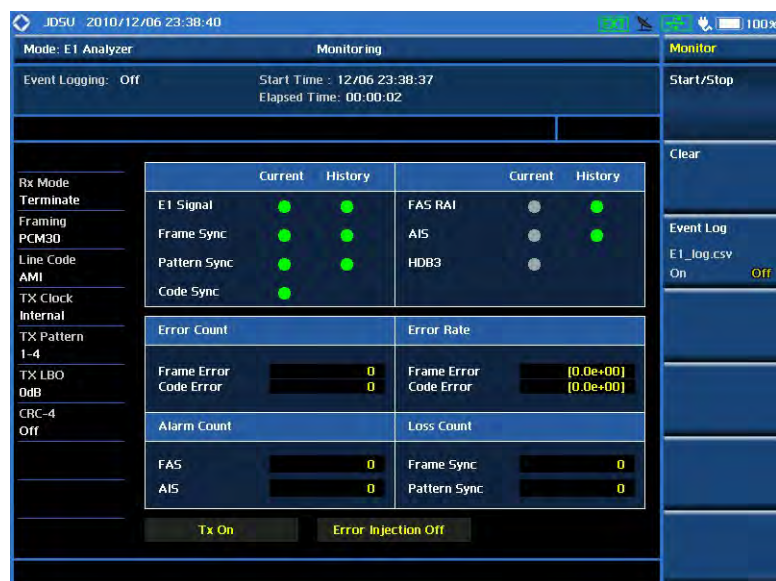 JDSU 2010/12/06 23:38:40
EXT
100%
Mode: E1 Analyzer
Monitoring
Event Logging: Off
Start Time : 12/06 23:38:37
Elapsed Time: 00:00:02
Rx Mode
Terminate
Framing
PCM30
Line Code
AMI
TX Clock
Internal
TX Pattern
1-4
TX LBO
0dB
CRC-4
Off
Current History
E1 Signal
Frame Sync
Pattern Sync
Code Sync
Current History
FAS RAI
AIS
HDB3
Error Count
Frame Error 0
Code Error 0
Error Rate
Frame Error [0.0e+00]
Code Error [0.0e+00]
Alarm Count
FAS 0
AIS 0
Loss Count
Frame Sync 0
Pattern Sync 0
Tx On
Error Injection Off
Monitor
Start/Stop
Clear
Event Log
E1_log.csv
On Off